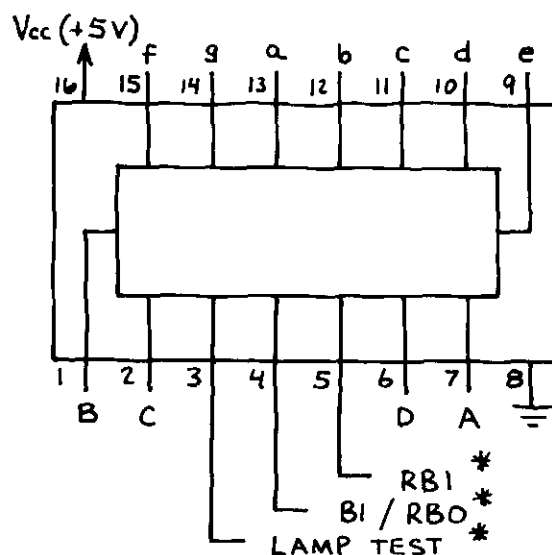 Vcc (+5V)
f g a b c d e
16 15 14 13 12 11 10 9
1 2 3 4 5 6 7 8
B C D A
RBI *
BI / RBO *
LAMP TEST *